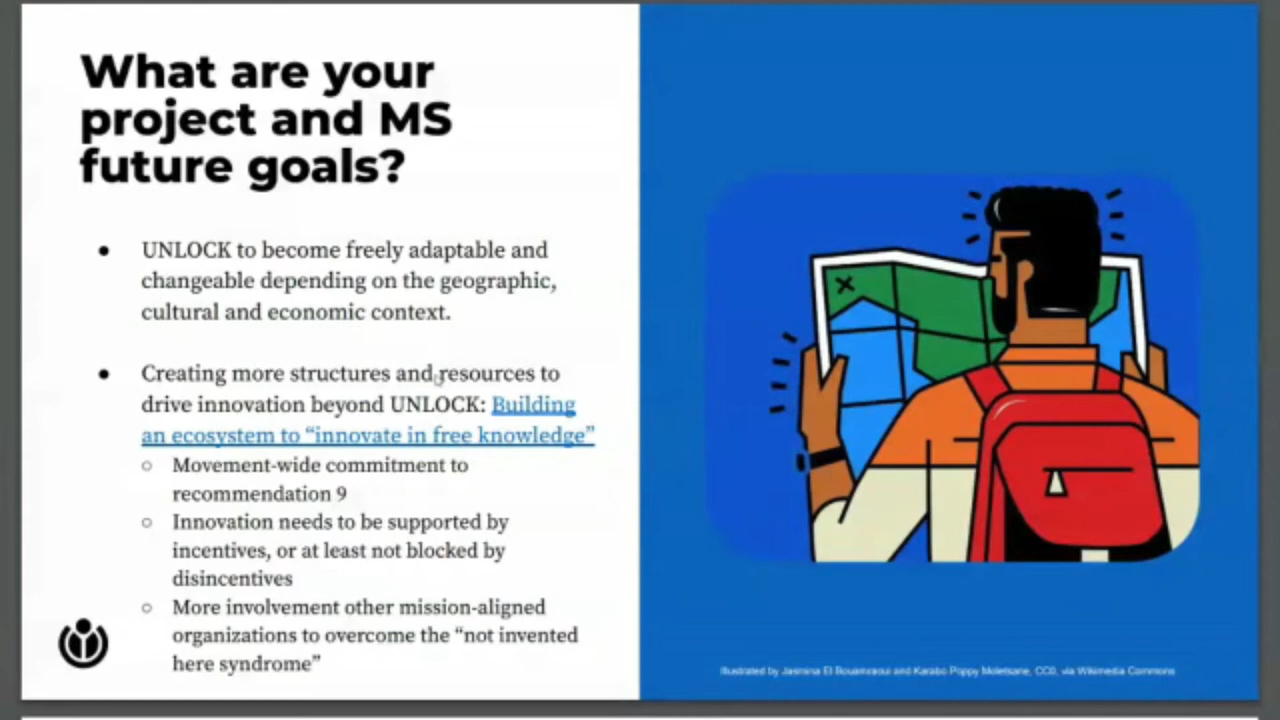 What are your
project and MS
future goals?
● UNLOCK to become freely adaptable and
changeable depending on the geographic,
cultural and economic context.
● Creating more structures and resources to
drive innovation beyond UNLOCK: Building
an ecosystem to “innovate in free knowledge”
○ Movement-wide commitment to
recommendation 9
○ Innovation needs to be supported by
incentives, or at least not blocked by
disincentives
○ More involvement other mission-aligned
organizations to overcome the “not invented
here syndrome”
Illustrated by Jasmina El Bouamraoui and Karabo Poppy Moletsane, CC0, via Wikimedia Commons